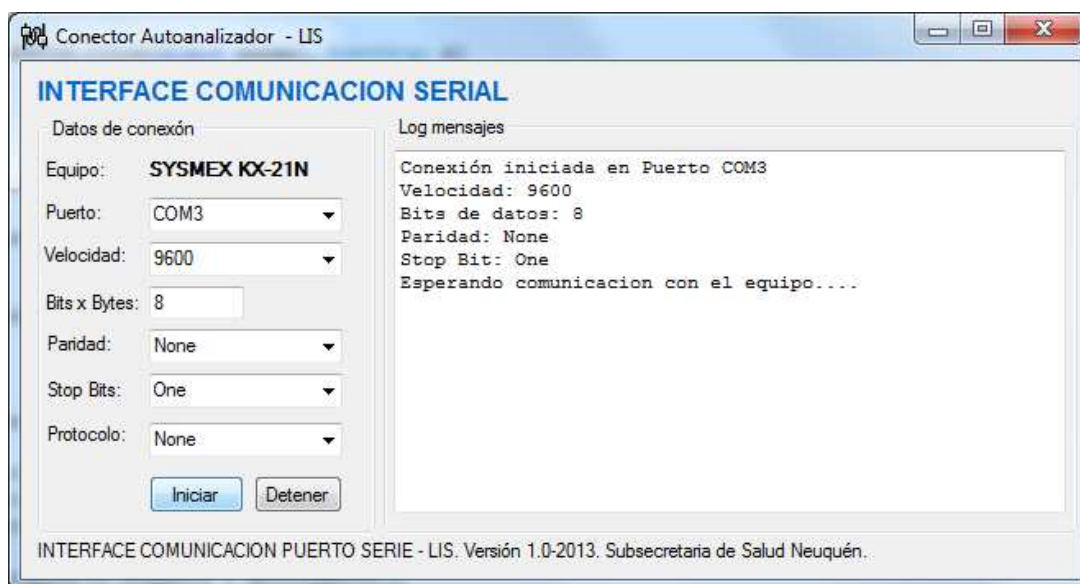 Conector Autoanalizador - LIS
INTERFACE COMUNICACION SERIAL
Datos de conexón
Equipo: SYSMEX KX-21N
Puerto: COM3
Velocidad: 9600
Bits x Bytes: 8
Paridad: None
Stop Bits: One
Protocolo: None
Iniciar Detener
Log mensajes
Conexión iniciada en Puerto COM3
Velocidad: 9600
Bits de datos: 8
Paridad: None
Stop Bit: One
Esperando comunicacion con el equipo....
INTERFACE COMUNICACION PUERTO SERIE - LIS. Versión 1.0-2013. Subsecretaria de Salud Neuquén.